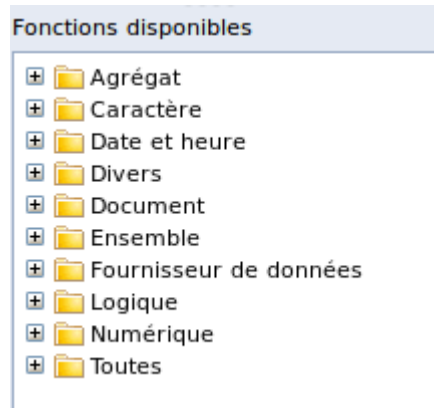 Fonctions disponibles
Agrégat
Caractère
Date et heure
Divers
Document
Ensemble
Fournisseur de données
Logique
Numérique
Toutes